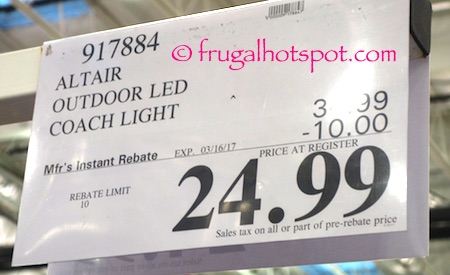 917884
© frugalhotspot.com
ALTAIR
OUTDOOR LED
COACH LIGHT
-10.00
Mfr's Instant Rebate EXP. 03/16/17 PRICE AT REGISTER
REBATE LIMIT
10
24.99
Sales tax on all or part of pre-rebate price